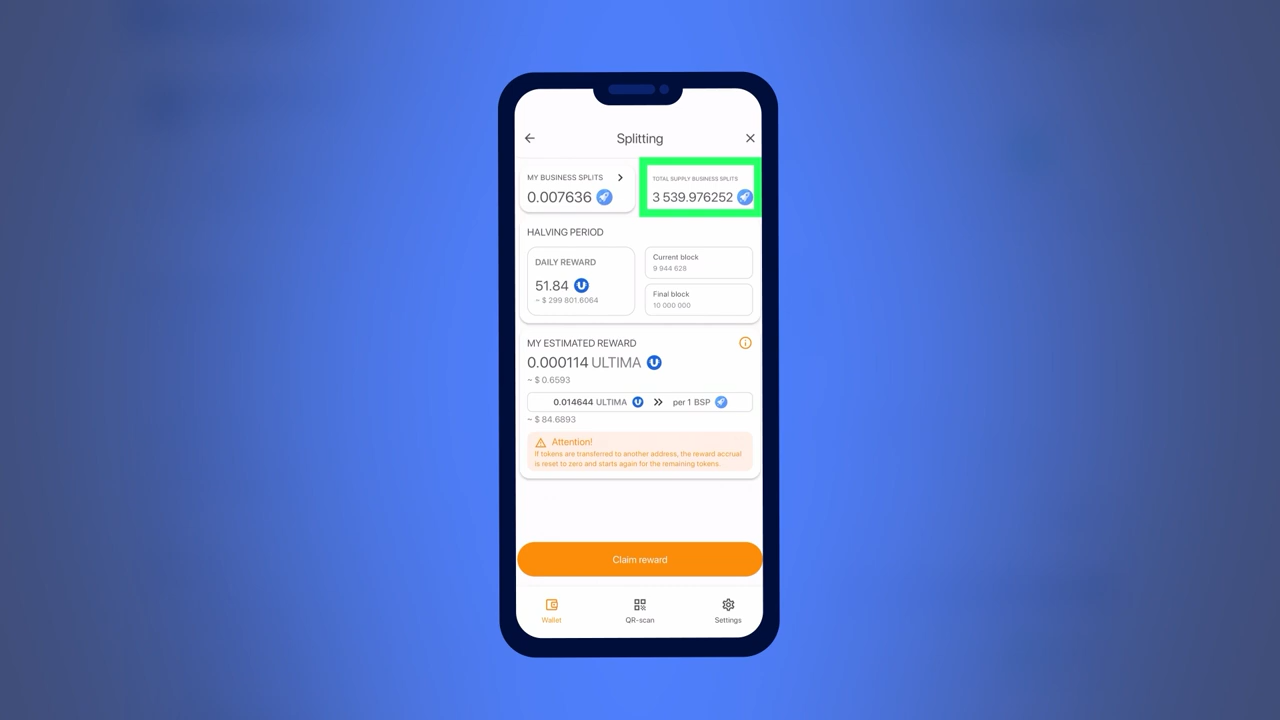 Splitting
MY BUSINESS SPLITS
0.007636
TOTAL SUPPLY BUSINESS SPLITS
3 539.976252
HALVING PERIOD
DAILY REWARD
51.84
~ $ 299 801.6064
Current block
9 944 628
Final block
10 000 000
MY ESTIMATED REWARD
0.000114 ULTIMA
~ $ 0.6593
0.014644 ULTIMA
per 1 BSP
~ $ 84.6893
Attention!
If tokens are transferred to another address, the reward accrual
is reset to zero and starts again for the remaining tokens.
Claim reward
Wallet
QR-scan
Settings